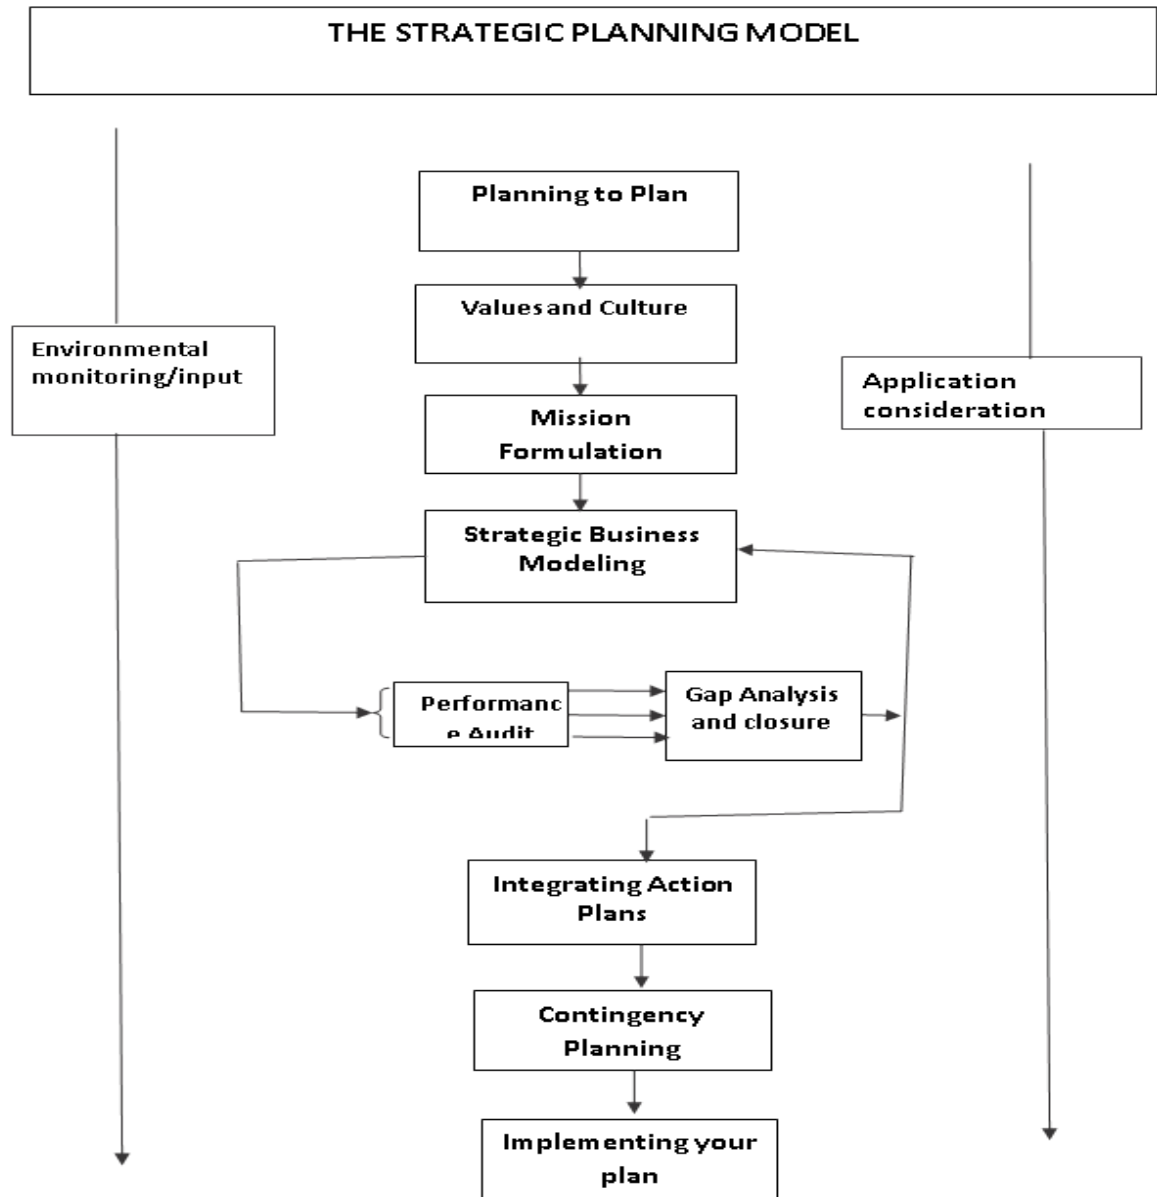 THE STRATEGIC PLANNING MODEL
Planning to Plan
Values and Culture
Environmental
monitoring/input
Application
consideration
Mission
Formulation
Strategic Business
Modeling
Performanc
e Audit
Gap Analysis
and closure
Integrating Action
Plans
Contingency
Planning
Implementing your
plan